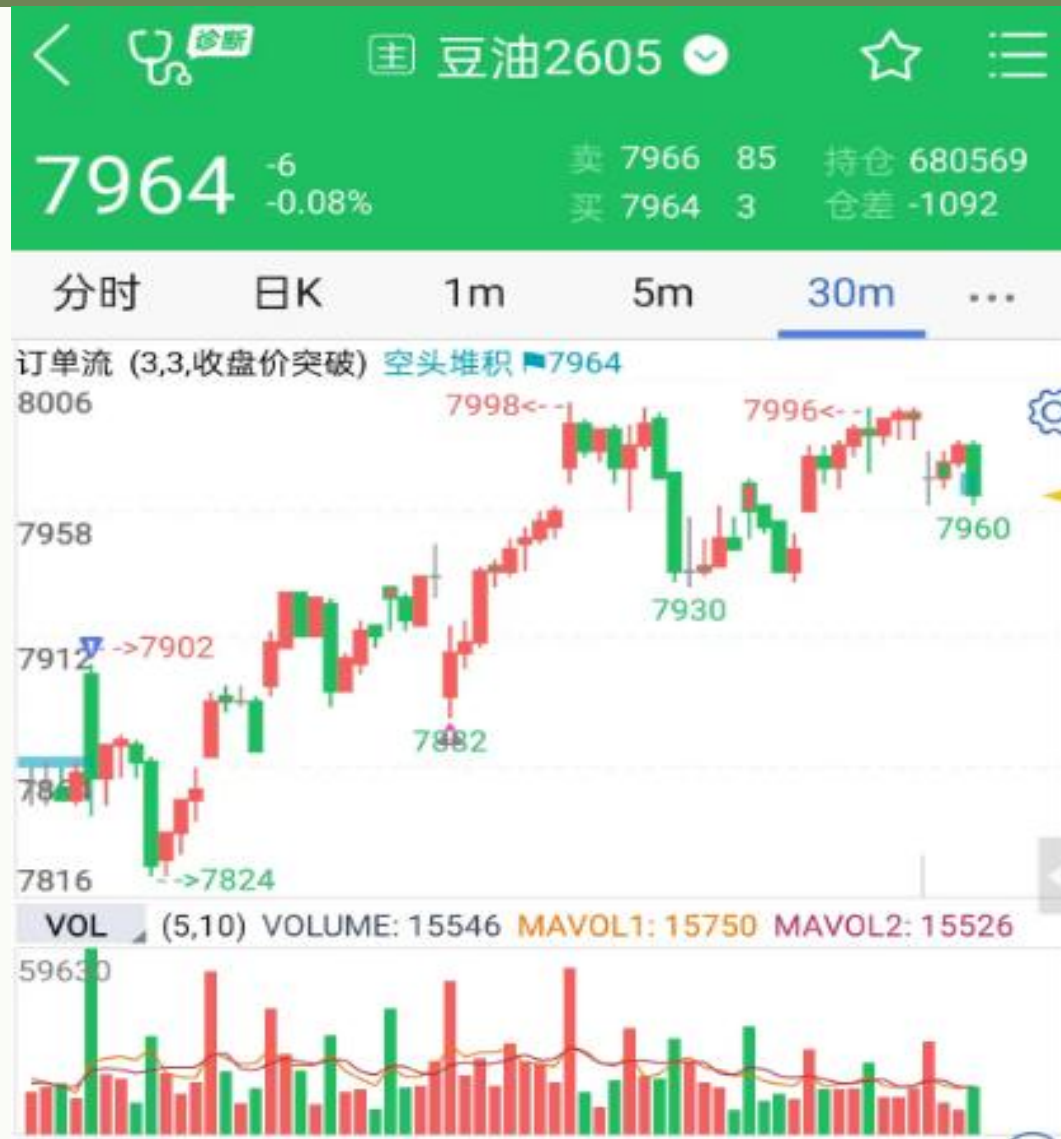 诊断 主 豆油2605
7964 -6 -0.08% 卖 7966 85 持仓 680569
买 7964 3 仓差 -1092
分时 日K 1m 5m 30m ...
订单流 (3,3,收盘价突破) 空头堆积 7964
8006
7998<--
7996<--
7958
7960
7930
7912
-->7902
7882
7816
-->7824
VOL (5,10) VOLUME: 15546 MAVOL1: 15750 MAVOL2: 15526
59630